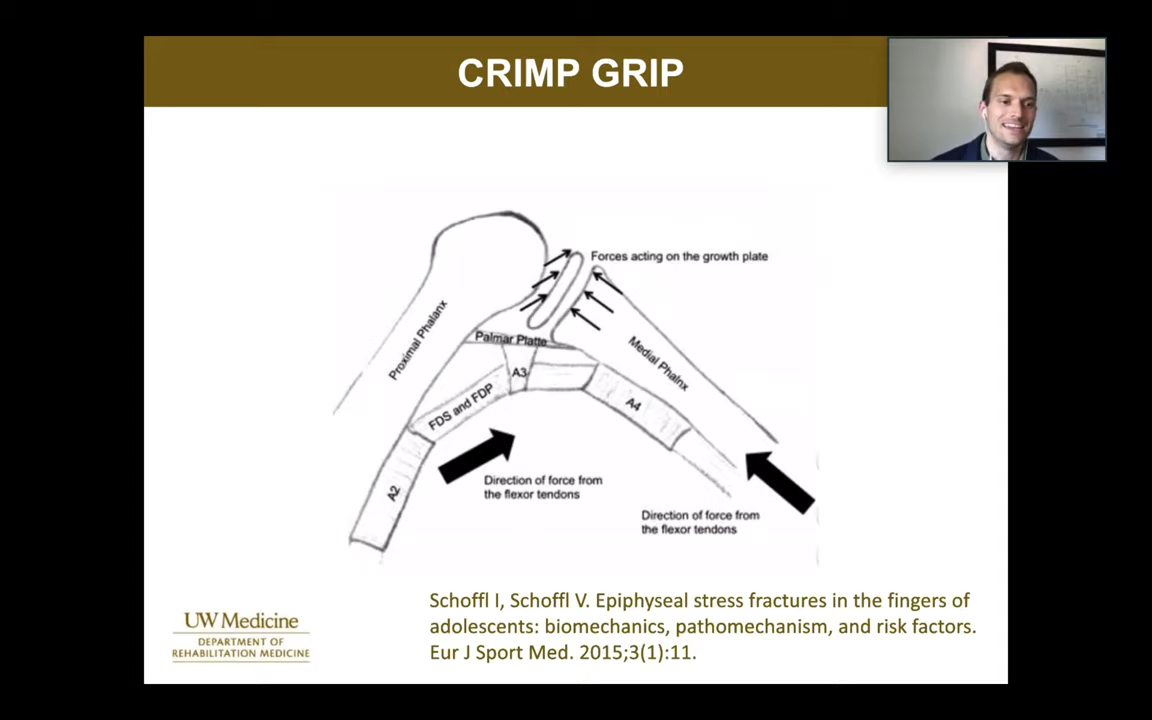 CRIMP GRIP
Forces acting on the growth plate
Proximal Phalanx
Palmar Platte
Medial Phalnx
A3
FDS and FDP
A4
A2
Direction of force from
the flexor tendons
Direction of force from
the flexor tendons
Schoffl I, Schoffl V. Epiphyseal stress fractures in the fingers of
adolescents: biomechanics, pathomechanism, and risk factors.
Eur J Sport Med. 2015;3(1):11.
UW Medicine
DEPARTMENT OF
REHABILITATION MEDICINE